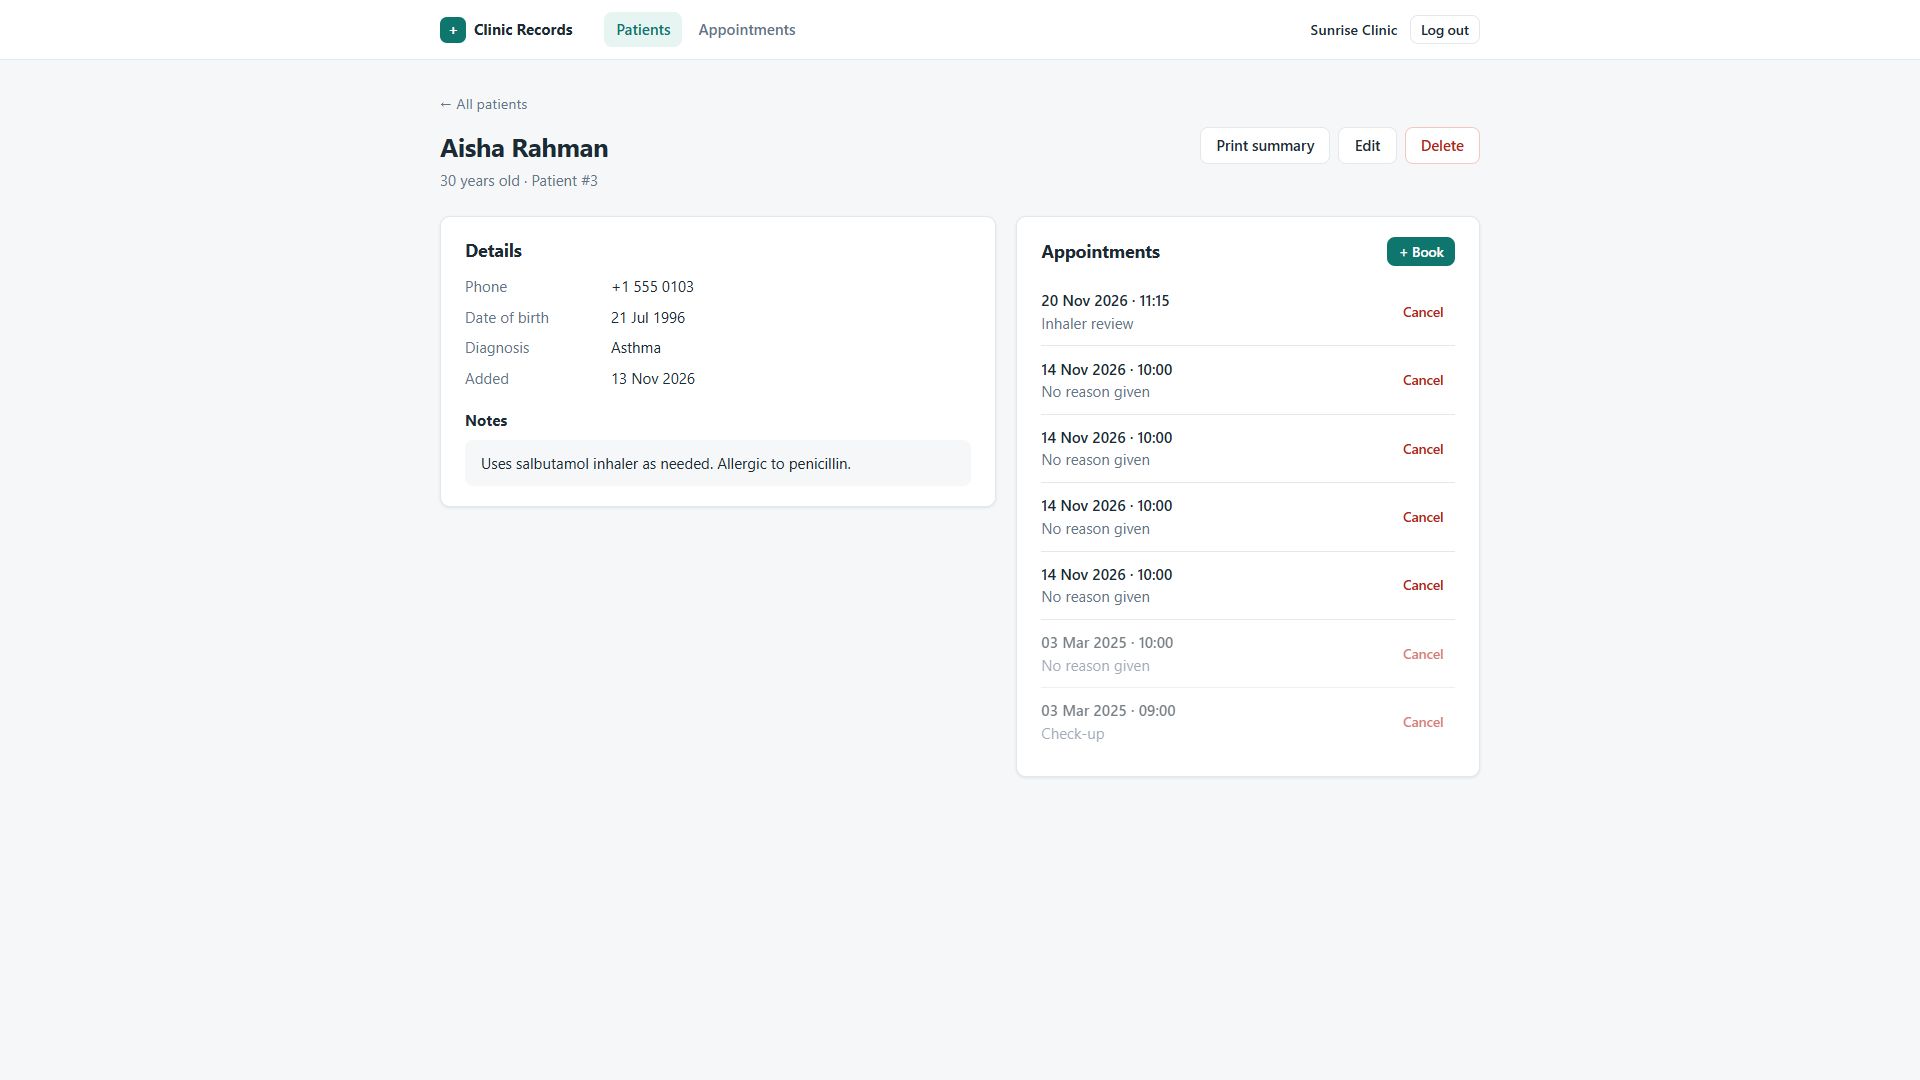 + Clinic Records Patients Appointments Sunrise Clinic Log out
← All patients
Aisha Rahman
30 years old · Patient #3
Print summary Edit Delete
Details
Phone +1 555 0103
Date of birth 21 Jul 1996
Diagnosis Asthma
Added 13 Nov 2026
Notes
Uses salbutamol inhaler as needed. Allergic to penicillin.
Appointments + Book
20 Nov 2026 · 11:15
Inhaler review
Cancel
14 Nov 2026 · 10:00
No reason given
Cancel
14 Nov 2026 · 10:00
No reason given
Cancel
14 Nov 2026 · 10:00
No reason given
Cancel
14 Nov 2026 · 10:00
No reason given
Cancel
03 Mar 2025 · 10:00
No reason given
Cancel
03 Mar 2025 · 09:00
Check-up
Cancel